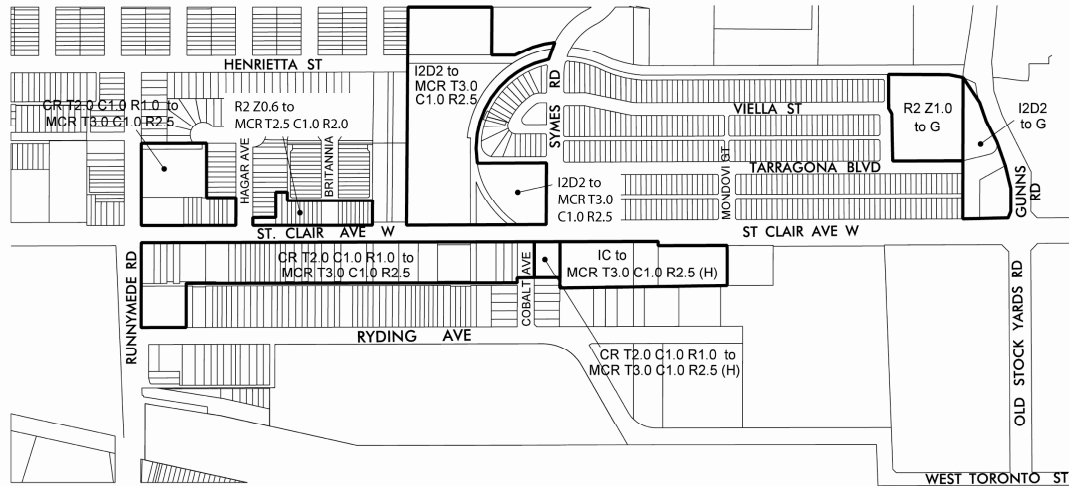 HENRIETTA ST
I2D2 to
MCR T3.0
C1.0 R2.5
CR T2.0 C1.0 R1.0 to
MCR T3.0 C1.0 R2.5
R2 Z0.6 to
MCR T2.5 C1.0 R2.0
HAGAR AVE
BRITANNIA
SYMES RD
VIELLA ST
R2 Z1.0
to G
I2D2
to G
TARRAGONA BLVD
MONDOVI GT
I2D2 to
MCR T3.0
C1.0 R2.5
GUNNS RD
ST. CLAIR AVE W
ST CLAIR AVE W
RUNNYMEDE RD
CR T2.0 C1.0 R1.0 to
MCR T3.0 C1.0 R2.5
COBALT AVE
IC to
MCR T3.0 C1.0 R2.5 (H)
RYDING AVE
CR T2.0 C1.0 R1.0 to
MCR T3.0 C1.0 R2.5 (H)
OLD STOCK YARDS RD
WEST TORONTO ST